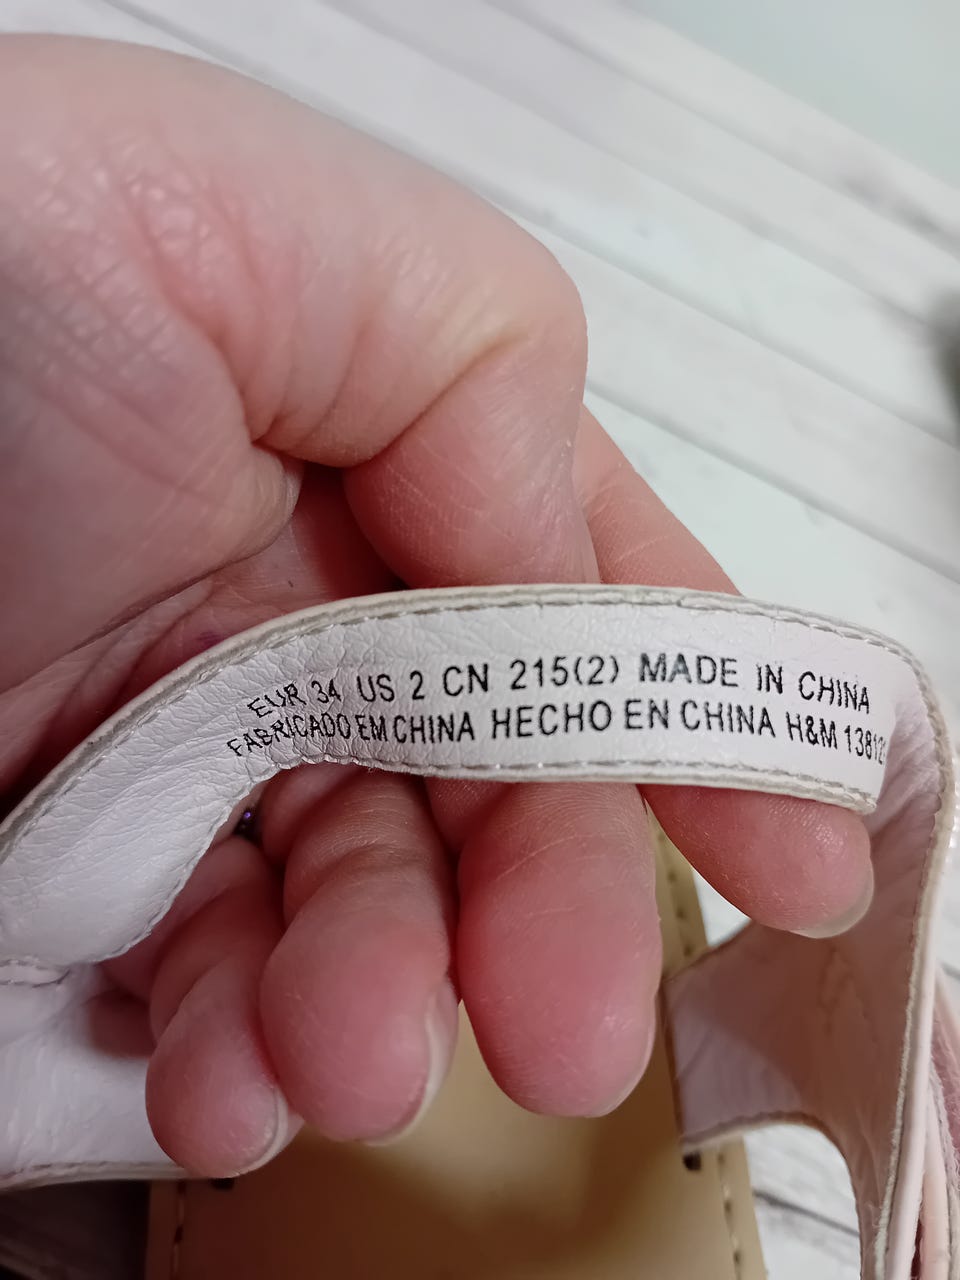 EUR 34 US 2 CN 215(2) MADE IN CHINA
FABRICADO EM CHINA HECHO EN CHINA H&M